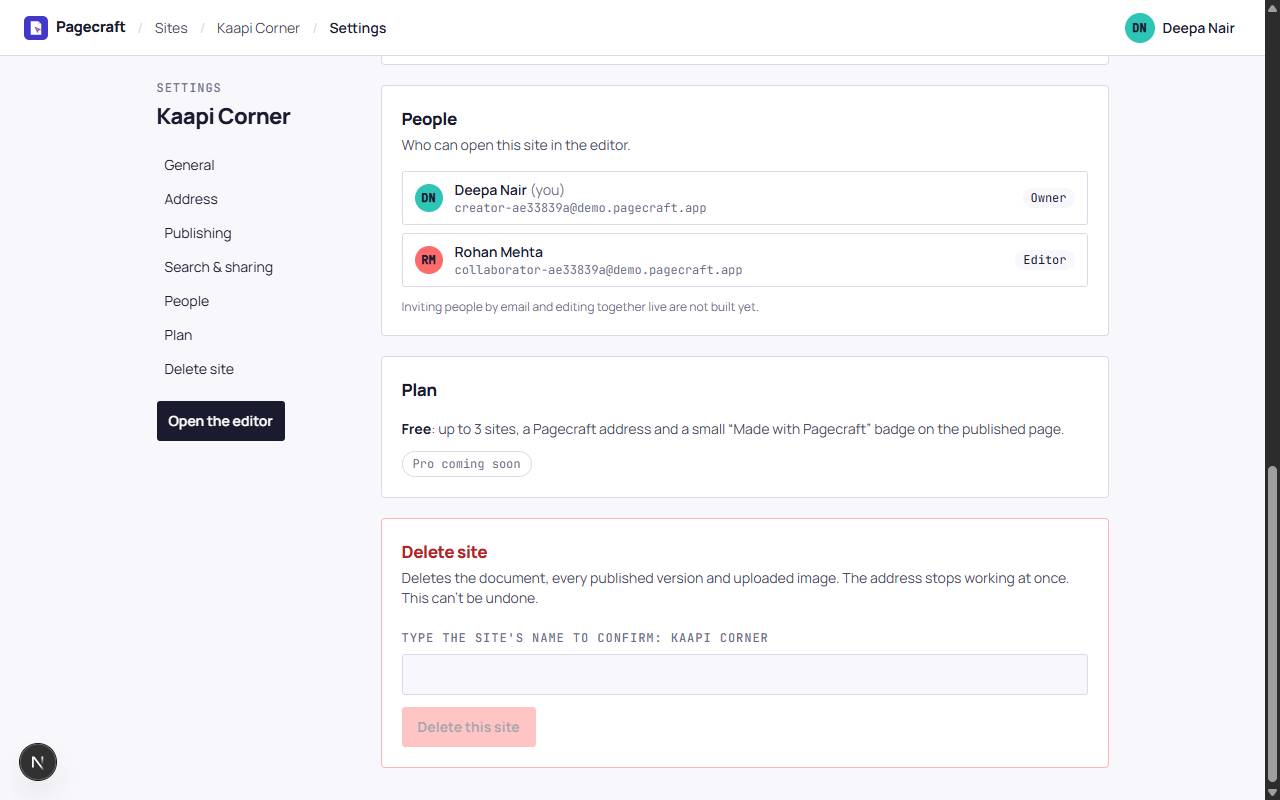 Pagecraft / Sites / Kaapi Corner / Settings
DN Deepa Nair
SETTINGS
Kaapi Corner
General
Address
Publishing
Search & sharing
People
Plan
Delete site
Open the editor
People
Who can open this site in the editor.
DN Deepa Nair (you) Owner
creator-ae33839a@demo.pagecraft.app
RM Rohan Mehta Editor
collaborator-ae33839a@demo.pagecraft.app
Inviting people by email and editing together live are not built yet.
Plan
Free: up to 3 sites, a Pagecraft address and a small “Made with Pagecraft” badge on the published page.
Pro coming soon
Delete site
Deletes the document, every published version and uploaded image. The address stops working at once.
This can’t be undone.
TYPE THE SITE'S NAME TO CONFIRM: KAAPI CORNER
Delete this site
N